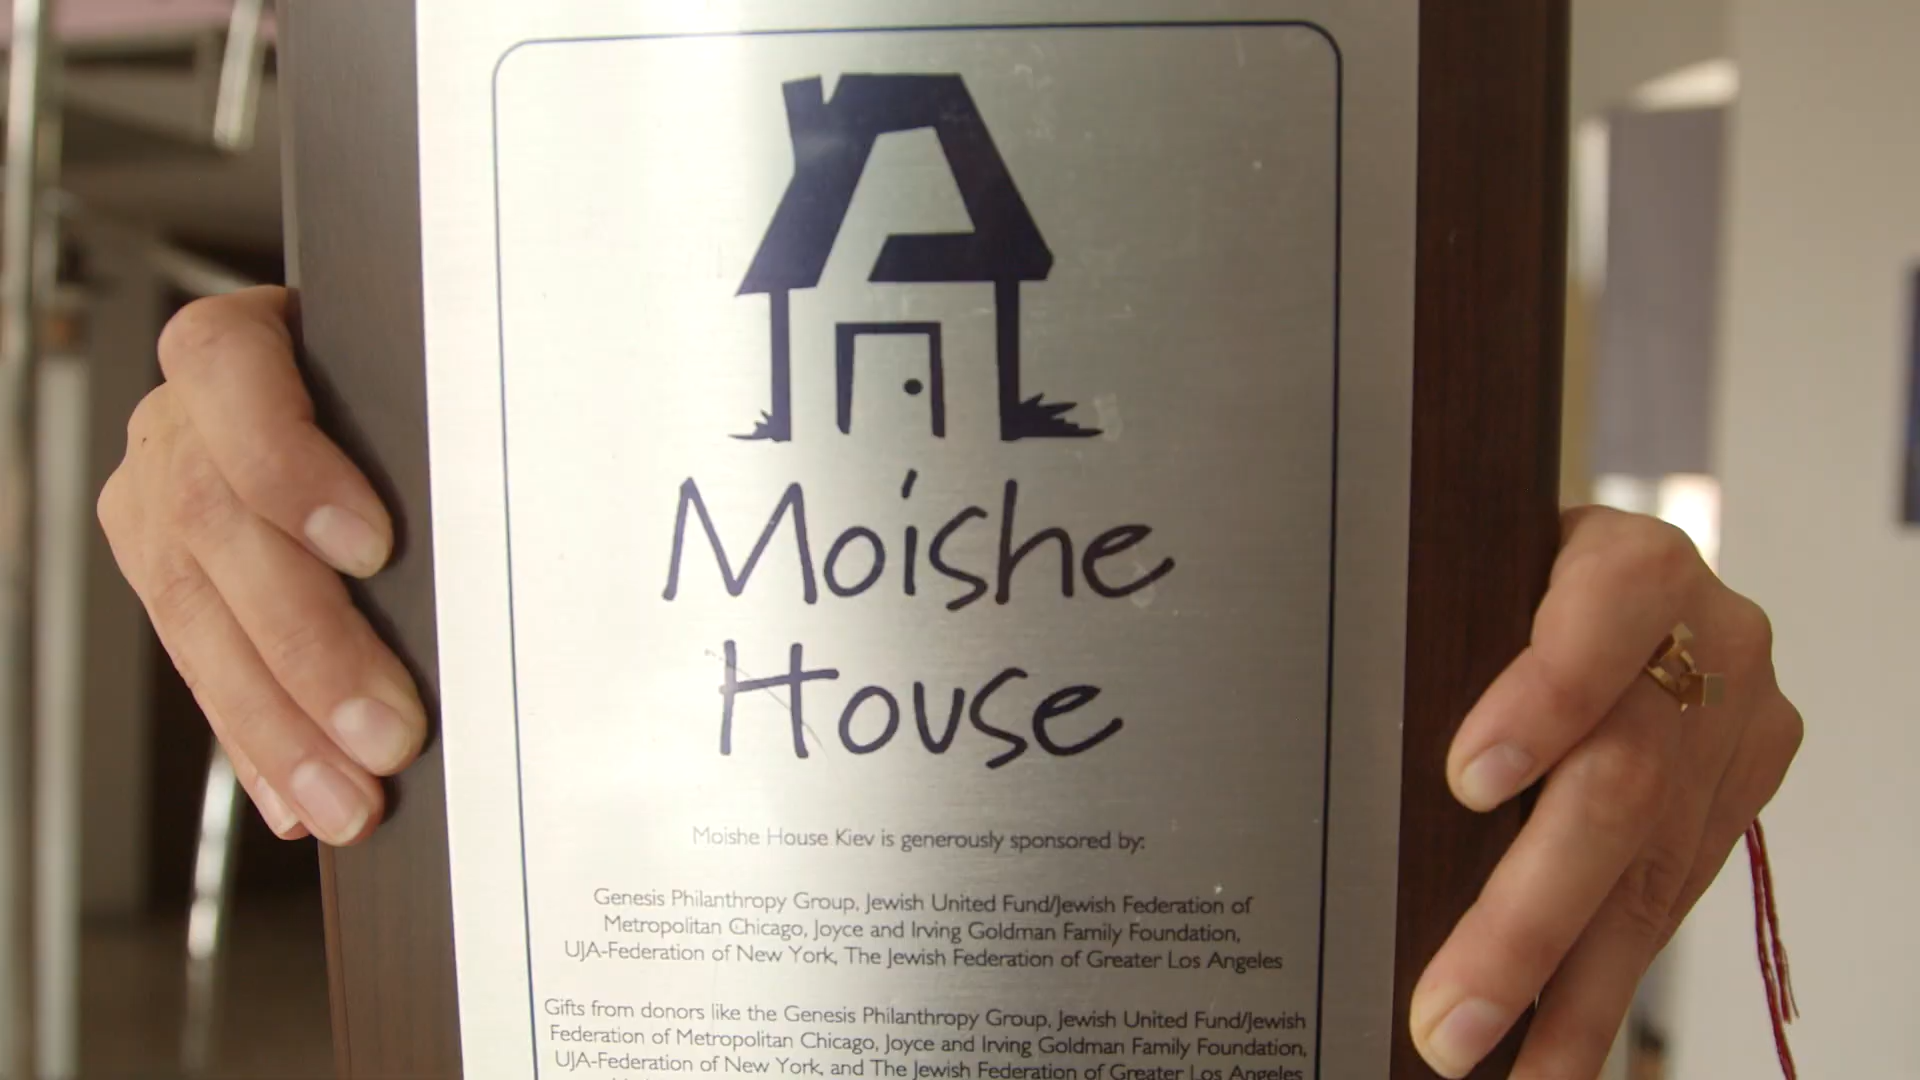 Moishe
House
Moishe House Kiev is generously sponsored by:
Genesis Philanthropy Group, Jewish United Fund/Jewish Federation of
Metropolitan Chicago, Joyce and Irving Goldman Family Foundation,
UJA-Federation of New York, The Jewish Federation of Greater Los Angeles
Gifts from donors like the Genesis Philanthropy Group, Jewish United Fund/Jewish
Federation of Metropolitan Chicago, Joyce and Irving Goldman Family Foundation,
UJA-Federation of New York, and The Jewish Federation of Greater Los Angeles